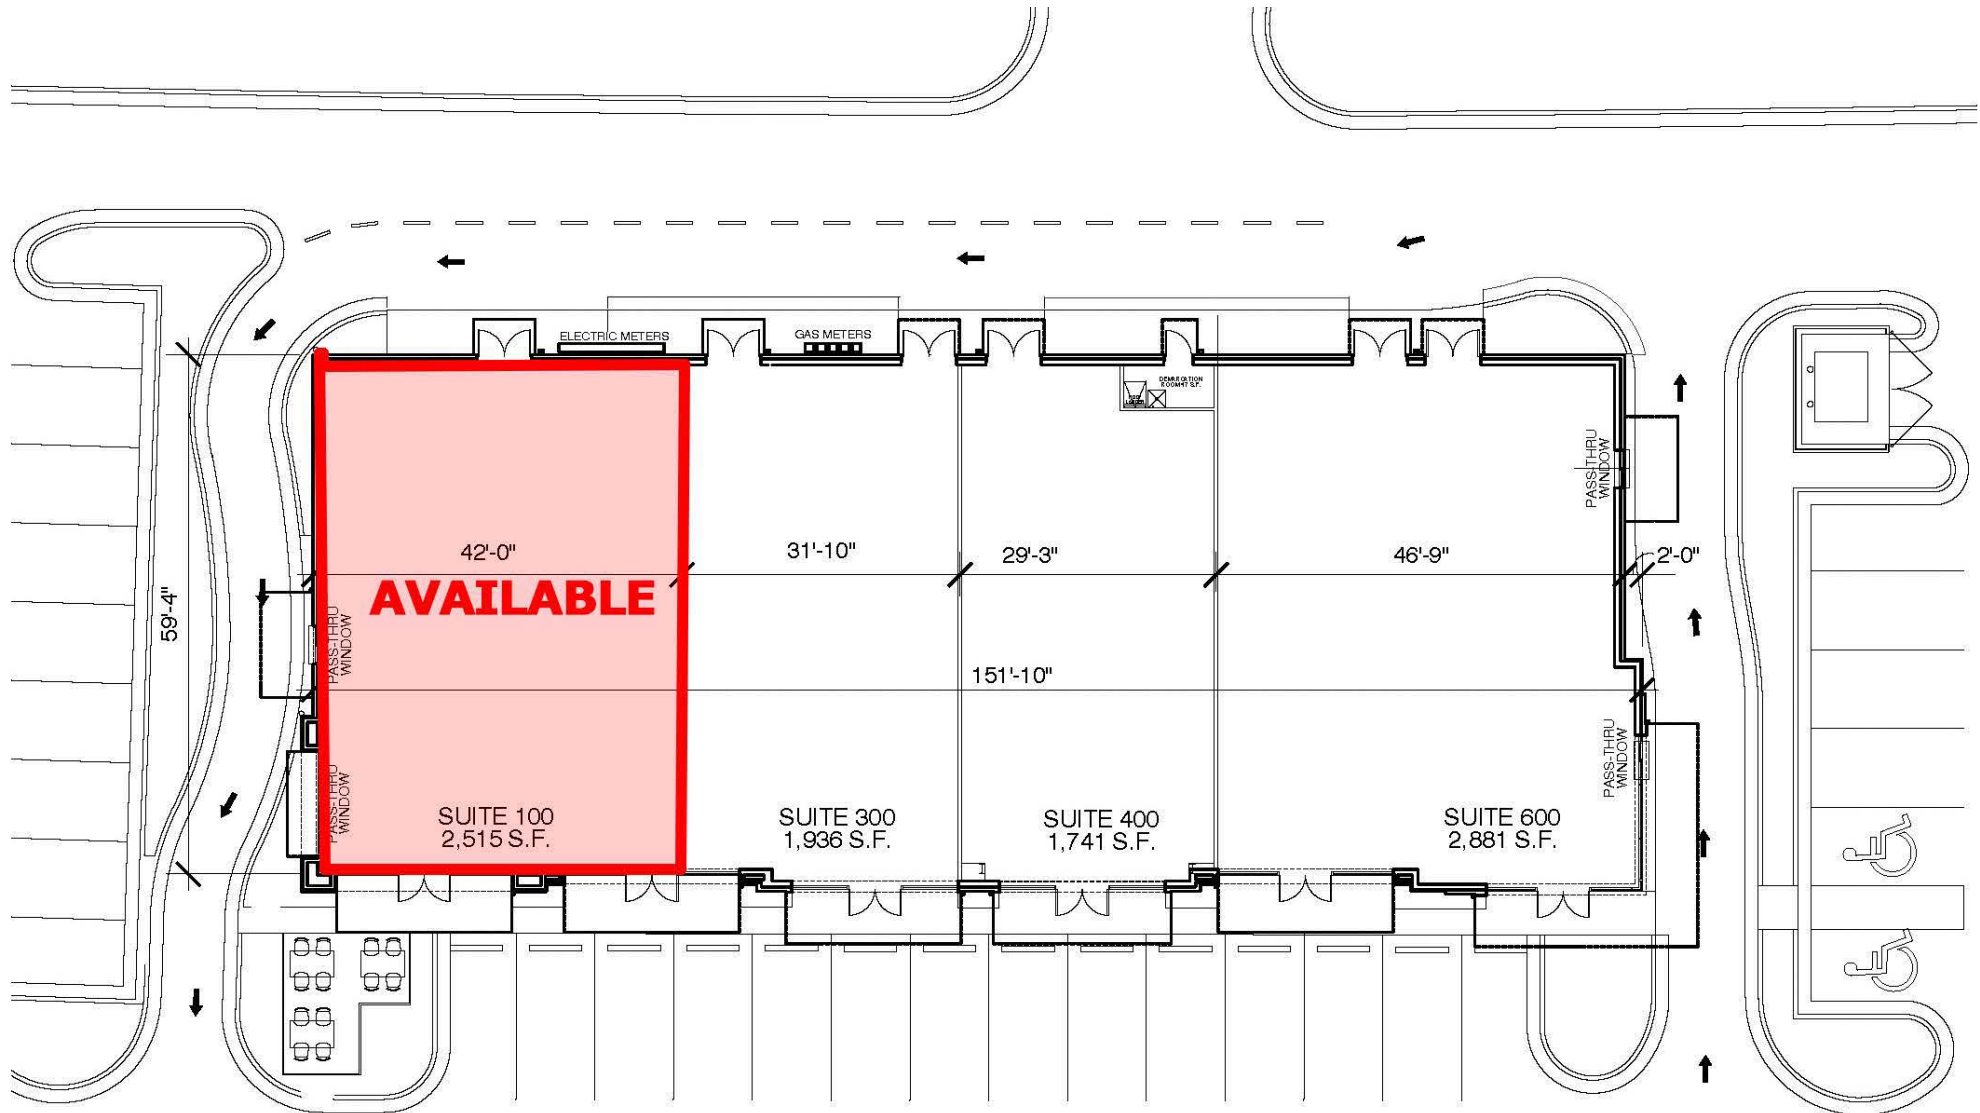 ELECTRIC METERS
GAS METERS
PASS-THRU
WINDOW
42'-0"
31'-10"
29'-3"
46'-9"
2'-0"
AVAILABLE
59'-4"
PASS-THRU
WINDOW
151'-10"
PASS-THRU
WINDOW
PASS-THRU
WINDOW
SUITE 100
2,515 S.F.
SUITE 300
1,936 S.F.
SUITE 400
1,741 S.F.
SUITE 600
2,881 S.F.